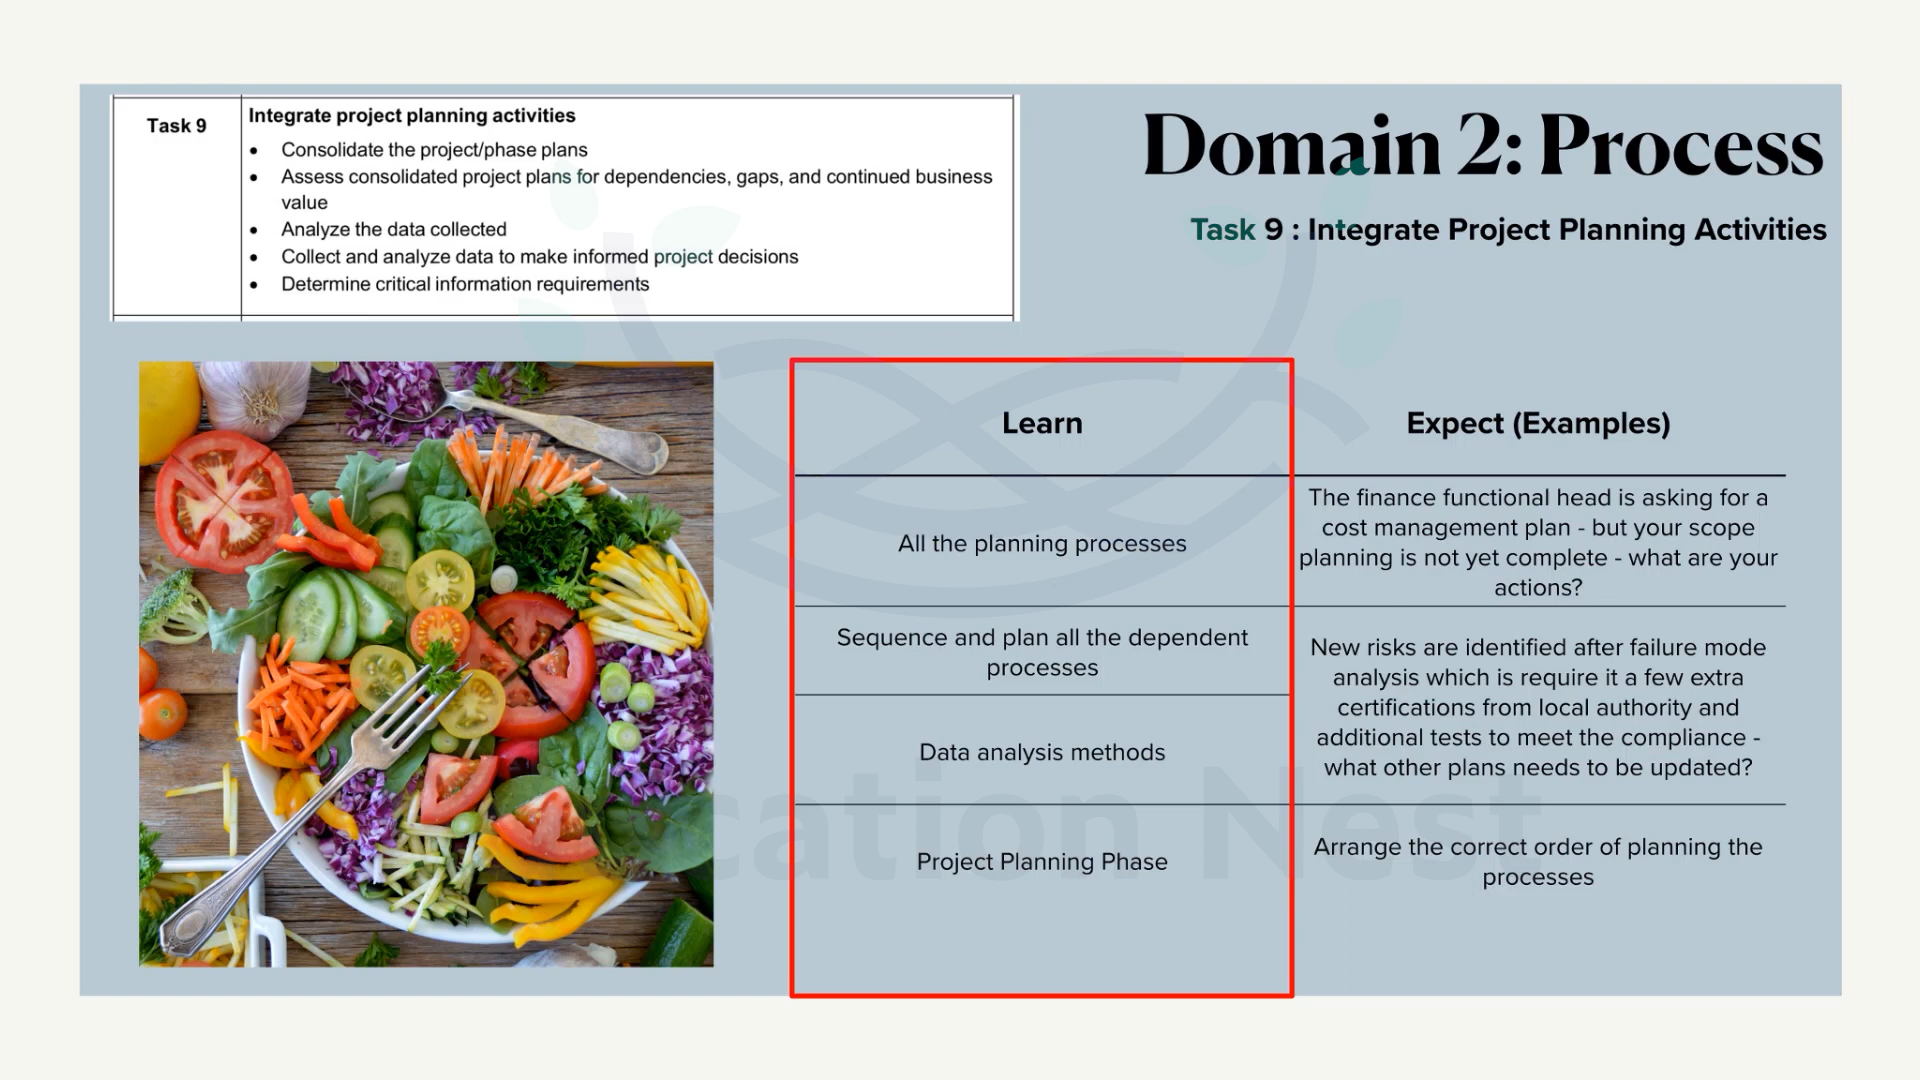 Task 9
Integrate project planning activities
• Consolidate the project/phase plans
• Assess consolidated project plans for dependencies, gaps, and continued business
value
• Analyze the data collected
• Collect and analyze data to make informed project decisions
• Determine critical information requirements
Domain 2: Process
Task 9 : Integrate Project Planning Activities
Learn
Expect (Examples)
All the planning processes
The finance functional head is asking for a
cost management plan - but your scope
planning is not yet complete - what are your
actions?
Sequence and plan all the dependent
processes
New risks are identified after failure mode
analysis which is require it a few extra
certifications from local authority and
additional tests to meet the compliance -
what other plans needs to be updated?
Data analysis methods
Project Planning Phase
Arrange the correct order of planning the
processes
cation Nest